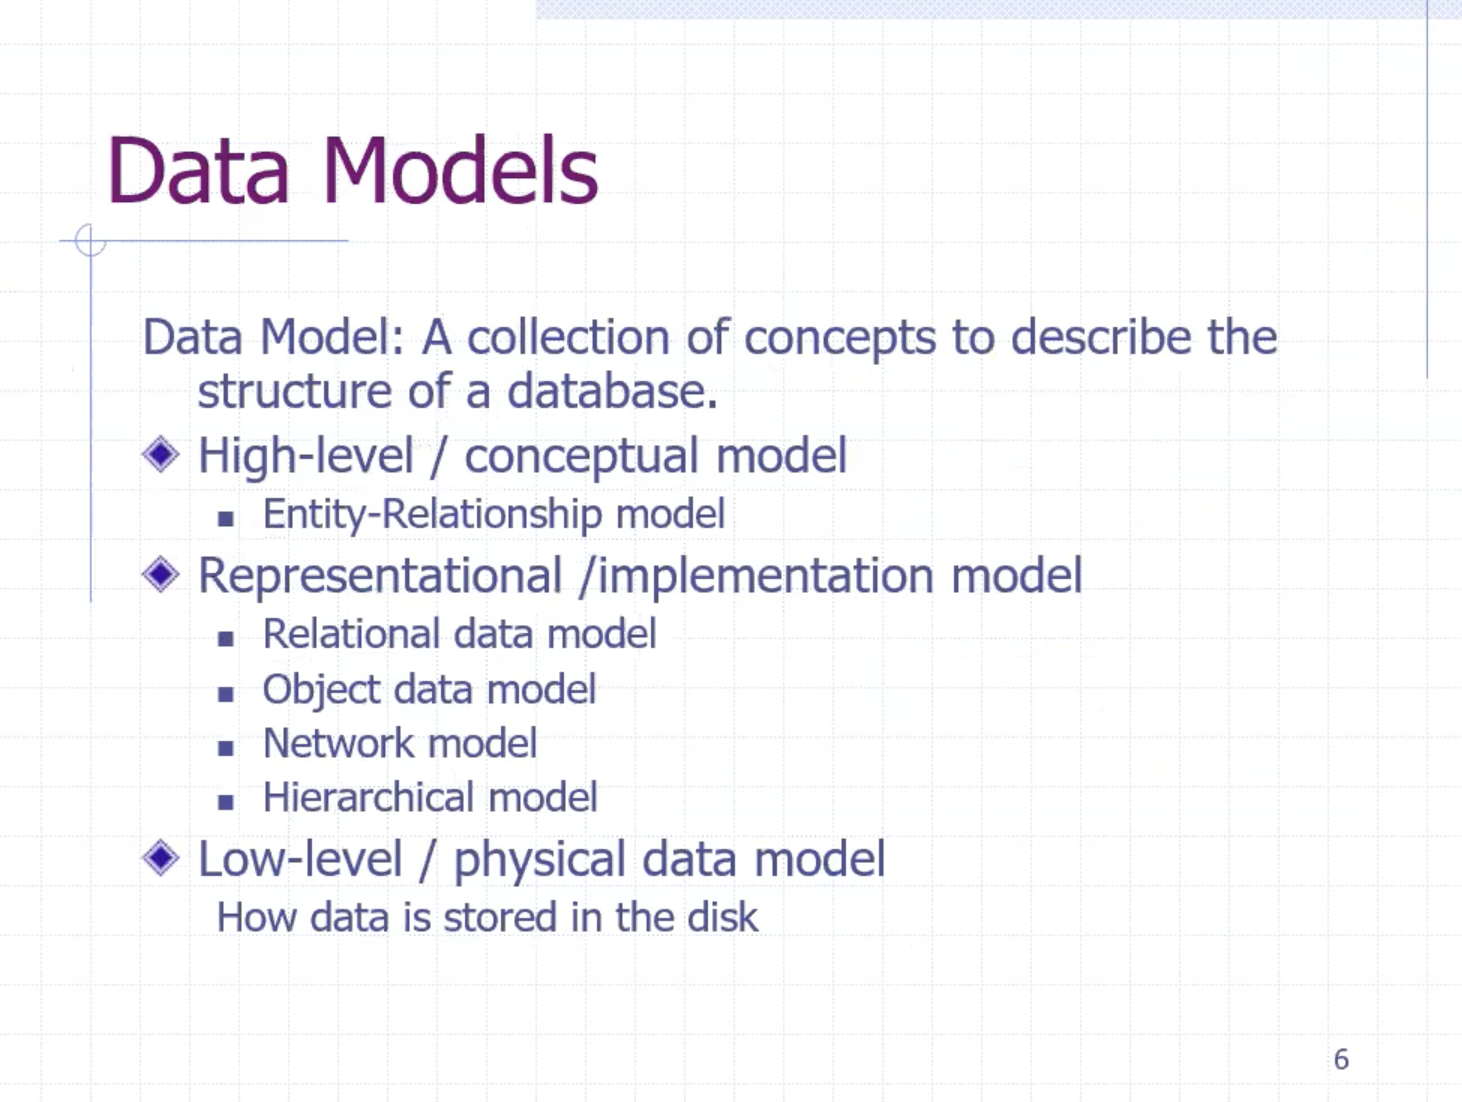 Data Models
Data Model: A collection of concepts to describe the
structure of a database.
High-level / conceptual model
Entity-Relationship model
Representational /implementation model
Relational data model
Object data model
Network model
Hierarchical model
Low-level / physical data model
How data is stored in the disk
6